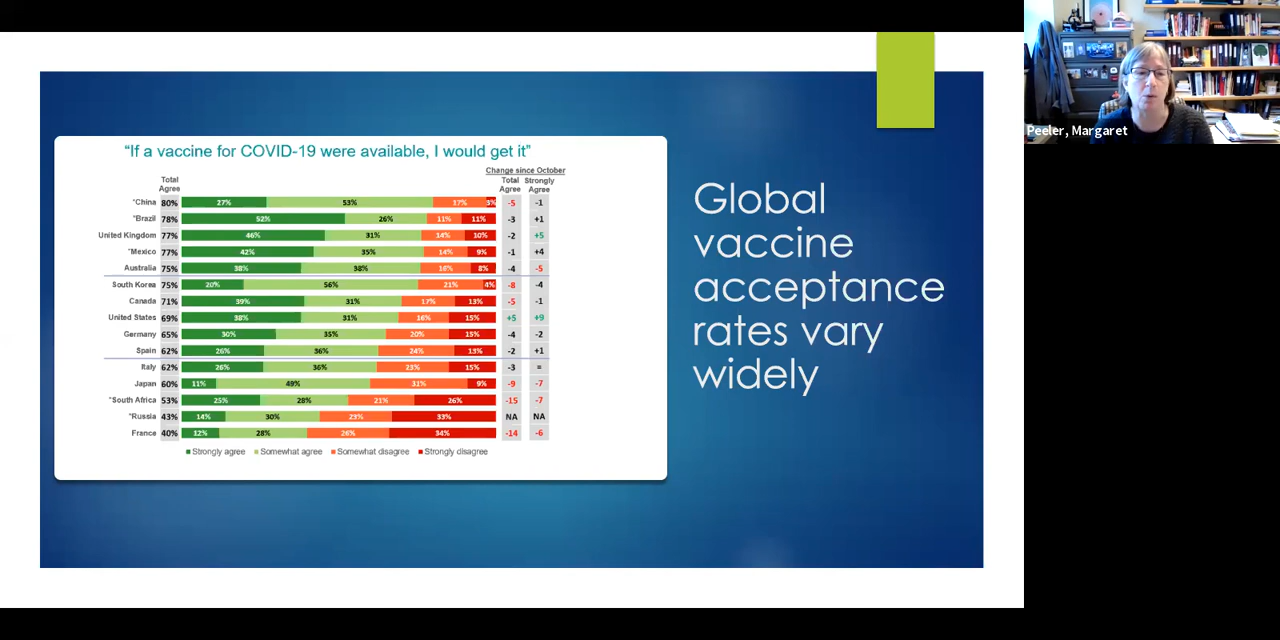 "If a vaccine for COVID-19 were available, I would get it"
Change since October
Total Agree Total Agree Strongly Agree
*China 80% 27% 53% 17% 3% -5 -1
*Brazil 78% 52% 26% 11% 11% -3 +1
United Kingdom 77% 46% 31% 14% 10% -2 +5
*Mexico 77% 42% 35% 14% 9% -1 +4
Australia 75% 38% 38% 16% 8% -4 -5
South Korea 75% 20% 56% 21% 4% -8 -4
Canada 71% 39% 31% 17% 13% -5 -1
United States 69% 38% 31% 16% 15% +5 +9
Germany 65% 30% 35% 20% 15% -4 -2
Spain 62% 26% 36% 24% 13% -2 +1
Italy 62% 26% 36% 23% 15% -3 =
Japan 60% 11% 49% 31% 9% -9 -7
*South Africa 53% 25% 28% 21% 26% -15 -7
*Russia 43% 14% 30% 23% 33% NA NA
France 40% 12% 28% 26% 34% -14 -6
Strongly agree Somewhat agree Somewhat disagree Strongly disagree
Global
vaccine
acceptance
rates vary
widely
Peeler, Margaret